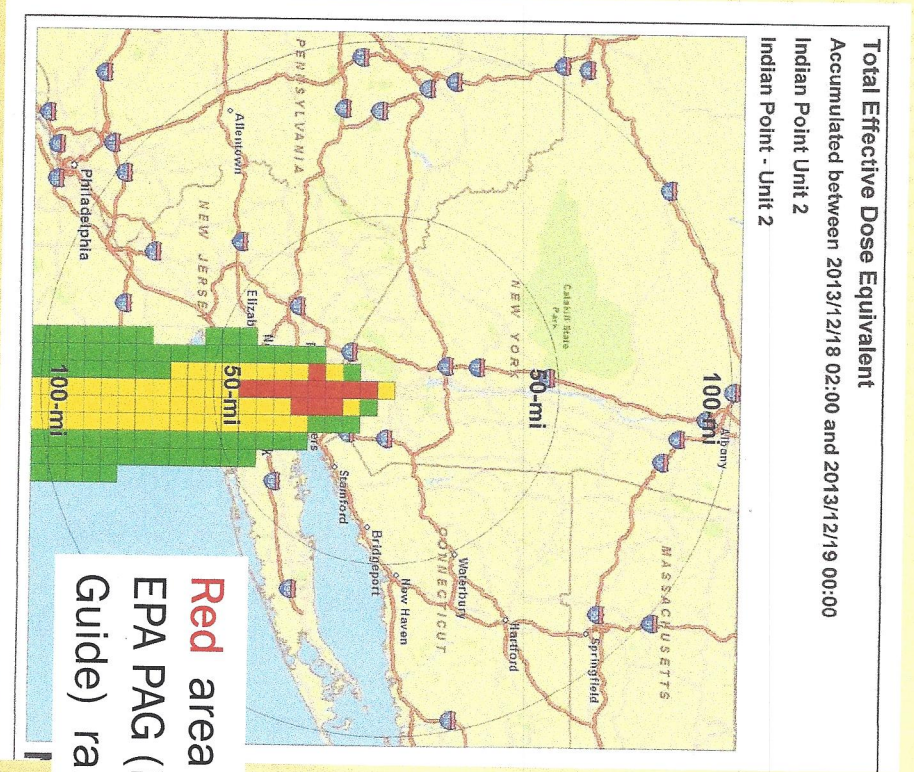 Total Effective Dose Equivalent
Accumulated between 2013/12/18 02:00 and 2013/12/19 00:00
Indian Point Unit 2
Indian Point - Unit 2
100-mi
Albany
MASSACHUSETTS
Springfield
Catskill State
Park
NEW YORK
50-mi
Hartford
Waterbury
CONNECTICUT
New Haven
Bridgeport
Stamford
ers
PENNSYLVANIA
Allentown
NEW JERSE
Elizab
50-mi
Philadelphia
100-mi
Red area
EPA PAG (
Guide) ra